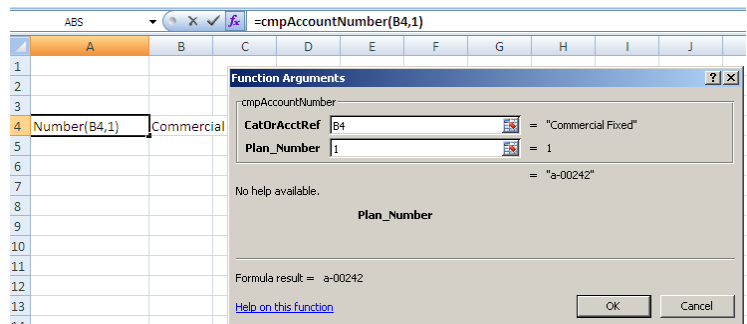 ABS =cmpAccountNumber(B4,1)
A B C D E F G H I J
1
2
3
4 Number(B4,1) Commercial
5
6
7
8
9
10
11
12
13
Function Arguments
cmpAccountNumber
CatOrAcctRef B4 = "Commercial Fixed"
Plan_Number 1 = 1
= "a-00242"
No help available.
Plan_Number
Formula result = a-00242
Help on this function OK Cancel